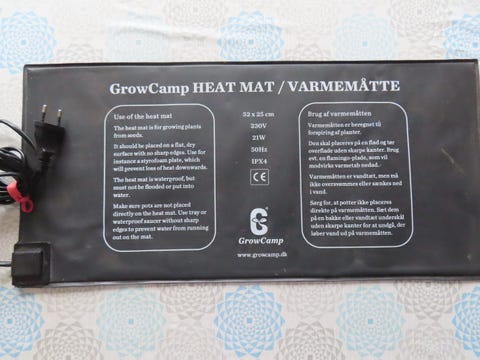 GrowCamp HEAT MAT / VARMEMÅTTE
Use of the heat mat
The heat mat is for growing plants
from seeds.
It should be placed on a flat, dry
surface with no sharp edges. Use for
instance a styrofoam plate, which
will prevent loss of heat downwards.
The heat mat is waterproof, but
must not be flooded or put into
water.
Make sure pots are not placed
directly on the heat mat. Use tray or
waterproof saucer without sharp
edges to prevent water from running
out on the mat.
52 x 25 cm
230V
21W
50Hz
IPX4
CE
GrowCamp
www.growcamp.dk
Brug af varmemåtten
Varmemåtten er beregnet til
forspiring af planter.
Den skal placeres på en flad og tør
overflade uden skarpe kanter. Brug
evt. en flamingo-plade, som vil
modvirke varmetab nedad.
Varmemåtten er vandtæt, men må
ikke oversvømmes eller sænkes ned
i vand.
Sørg for, at potter ikke placeres
direkte på varmemåtten. Sæt dem
på en bakke eller vandtæt underskål
uden skarpe kanter for at undgå, der
løber vand ud på varmemåtten.